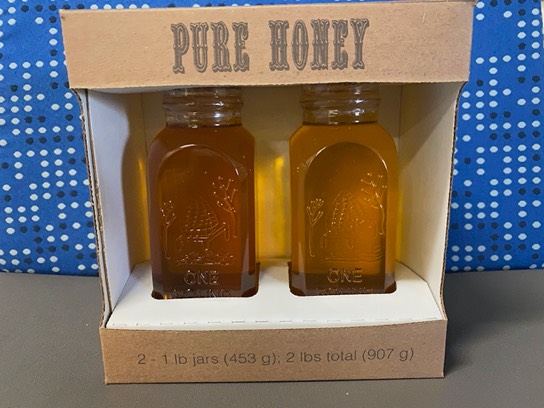 PURE HONEY
ONE ONE
2 - 1 lb jars (453 g); 2 lbs total (907 g)